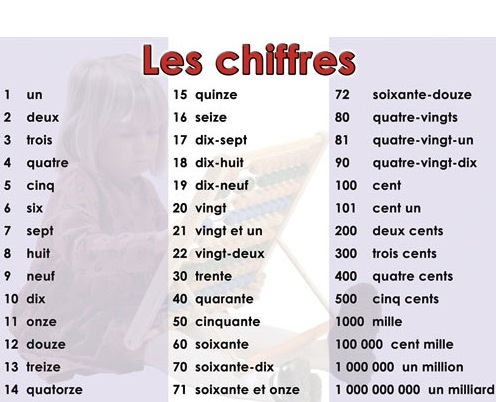 Les chiffres
1 un
2 deux
3 trois
4 quatre
5 cinq
6 six
7 sept
8 huit
9 neuf
10 dix
11 onze
12 douze
13 treize
14 quatorze
15 quinze
16 seize
17 dix-sept
18 dix-huit
19 dix-neuf
20 vingt
21 vingt et un
22 vingt-deux
30 trente
40 quarante
50 cinquante
60 soixante
70 soixante-dix
71 soixante et onze
72 soixante-douze
80 quatre-vingts
81 quatre-vingt-un
90 quatre-vingt-dix
100 cent
101 cent un
200 deux cents
300 trois cents
400 quatre cents
500 cinq cents
1000 mille
100 000 cent mille
1 000 000 un million
1 000 000 000 un milliard